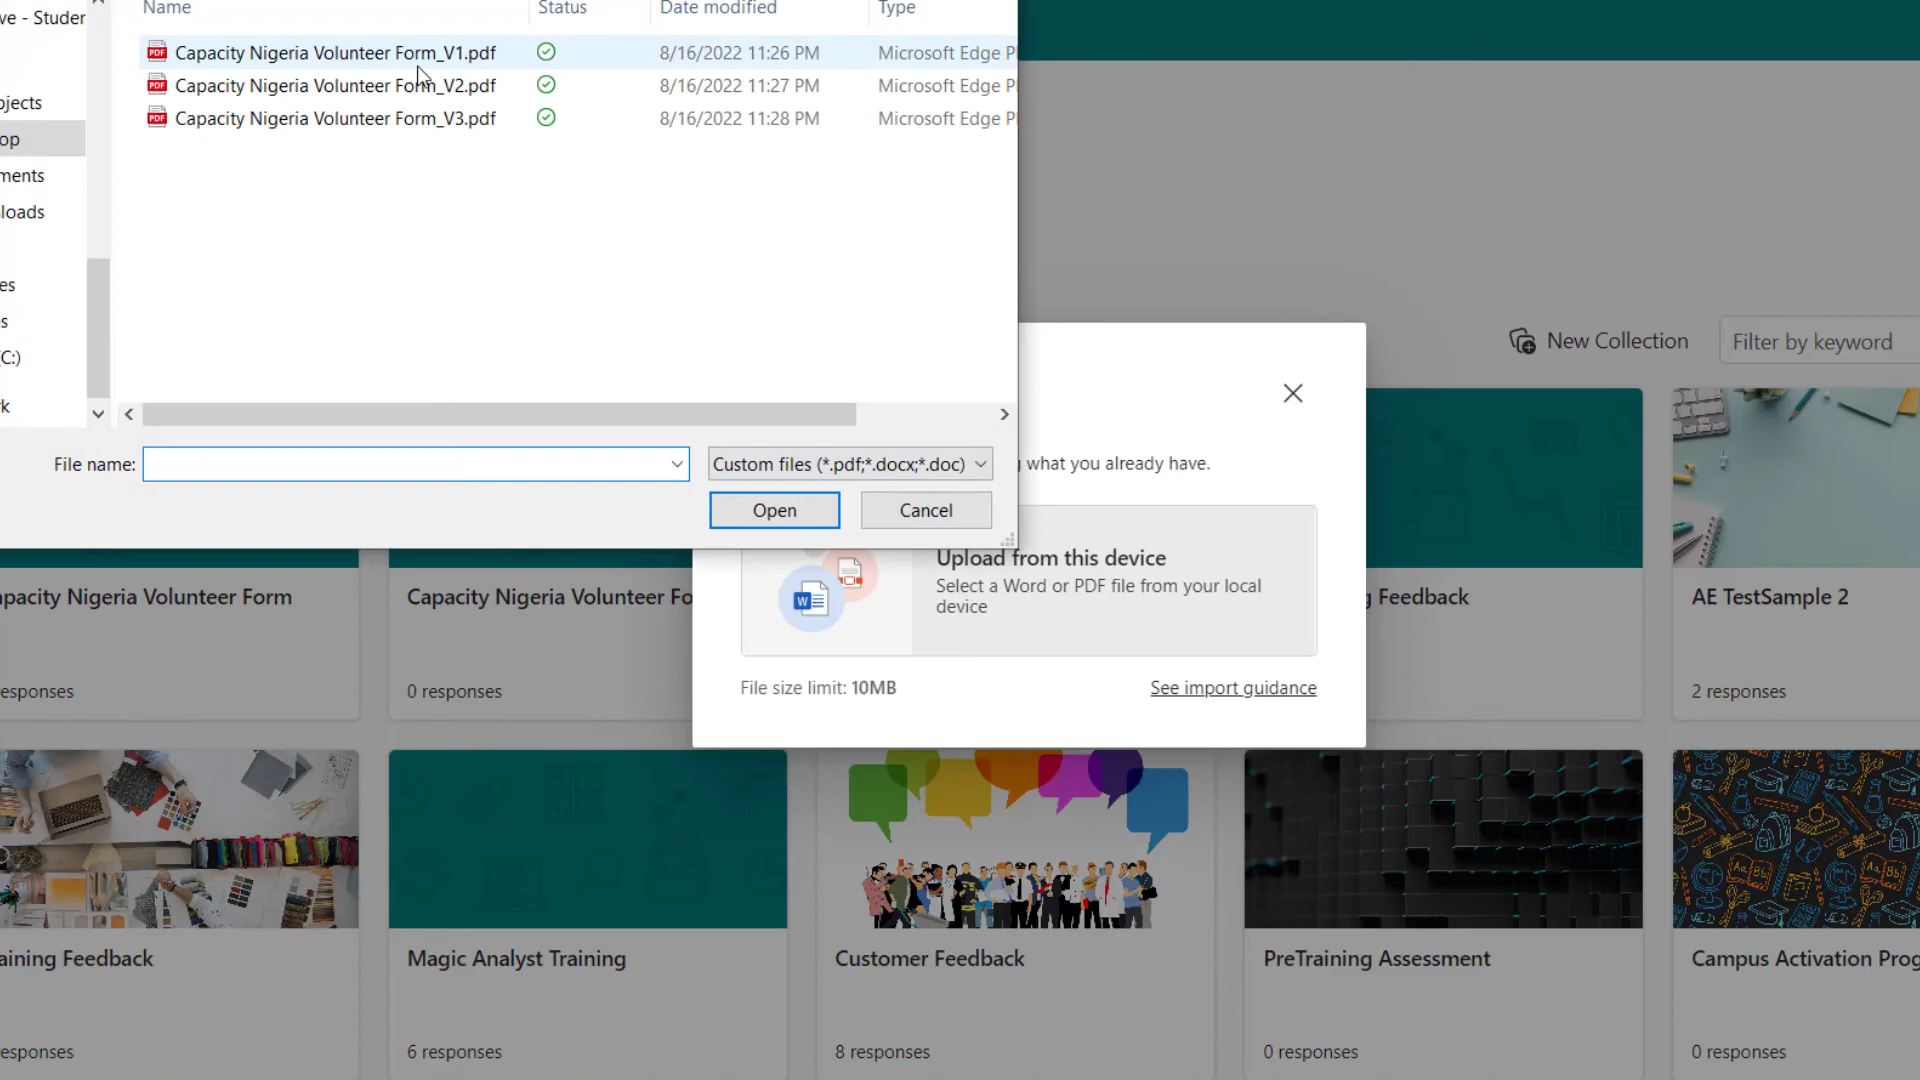 Name Status Date modified Type
ve - Studer
Capacity Nigeria Volunteer Form_V1.pdf 8/16/2022 11:26 PM Microsoft Edge P
Capacity Nigeria Volunteer Form_V2.pdf 8/16/2022 11:27 PM Microsoft Edge P
Capacity Nigeria Volunteer Form_V3.pdf 8/16/2022 11:28 PM Microsoft Edge P
PDF
PDF
PDF
bjects
op
ments
loads
es
s
(C:)
k
File name:
Custom files (*.pdf;*.docx;*.doc)
Open Cancel
New Collection
Filter by keyword
what you already have.
Upload from this device
Select a Word or PDF file from your local
device
W
File size limit: 10MB
See import guidance
apacity Nigeria Volunteer Form
esponses
Capacity Nigeria Volunteer Fo
0 responses
g Feedback
AE TestSample 2
2 responses
aining Feedback
esponses
Magic Analyst Training
6 responses
Customer Feedback
8 responses
PreTraining Assessment
0 responses
Campus Activation Prog
0 responses